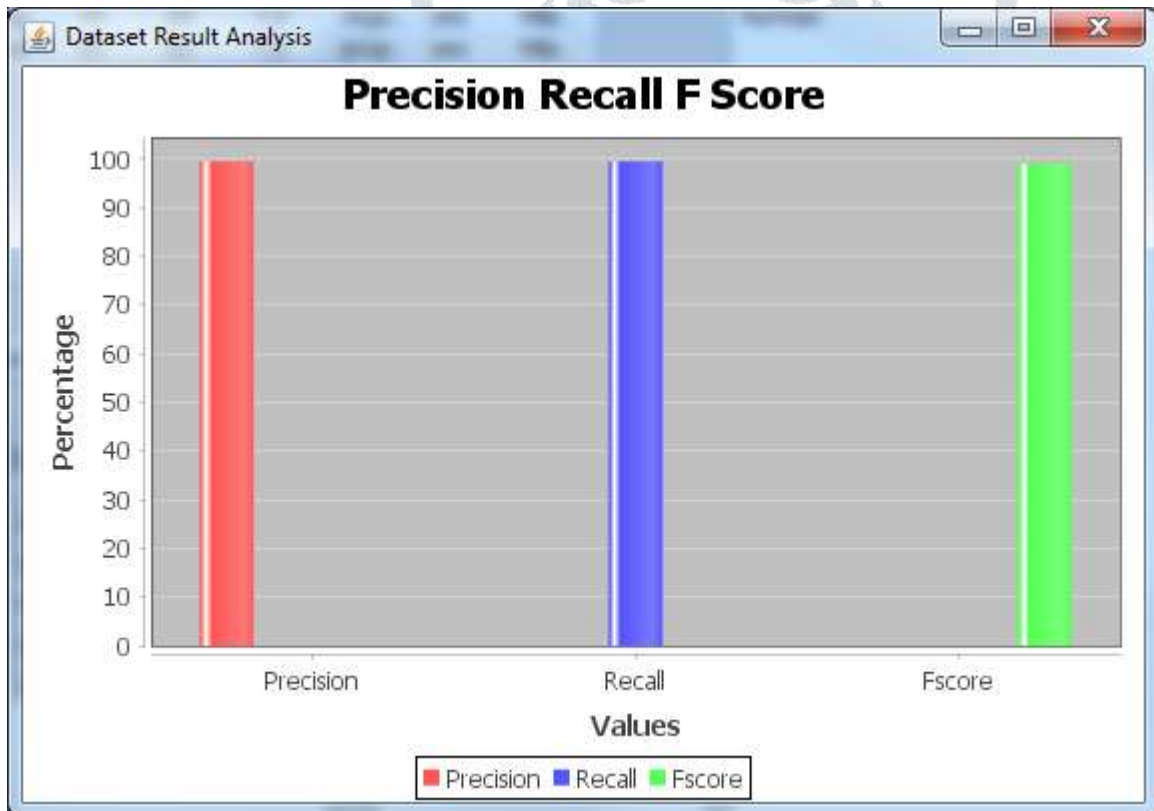 Dataset Result Analysis
Precision Recall F Score
100
90
80
70
60
50
40
30
20
10
0
Percentage
Precision
Recall
Fscore
Values
Precision Recall Fscore